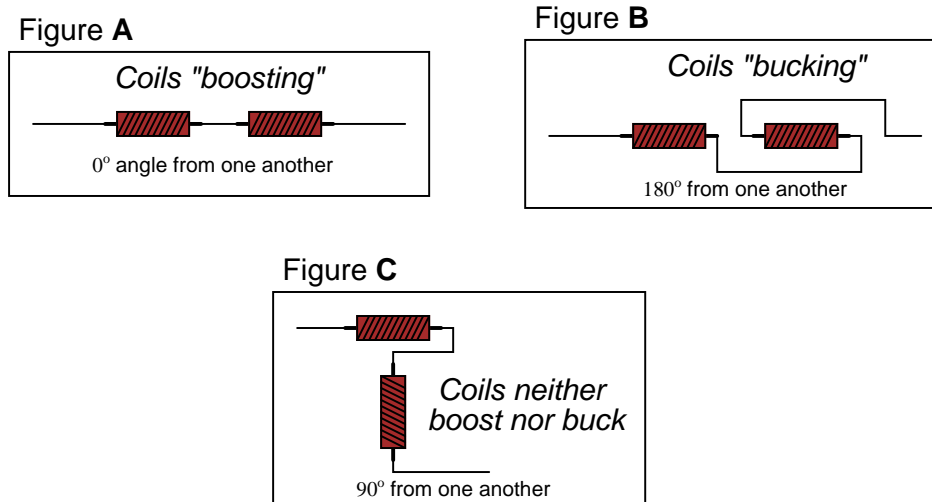 Figure A
Coils "boosting"
0° angle from one another
Figure B
Coils "bucking"
180° from one another
Figure C
Coils neither
boost nor buck
90° from one another